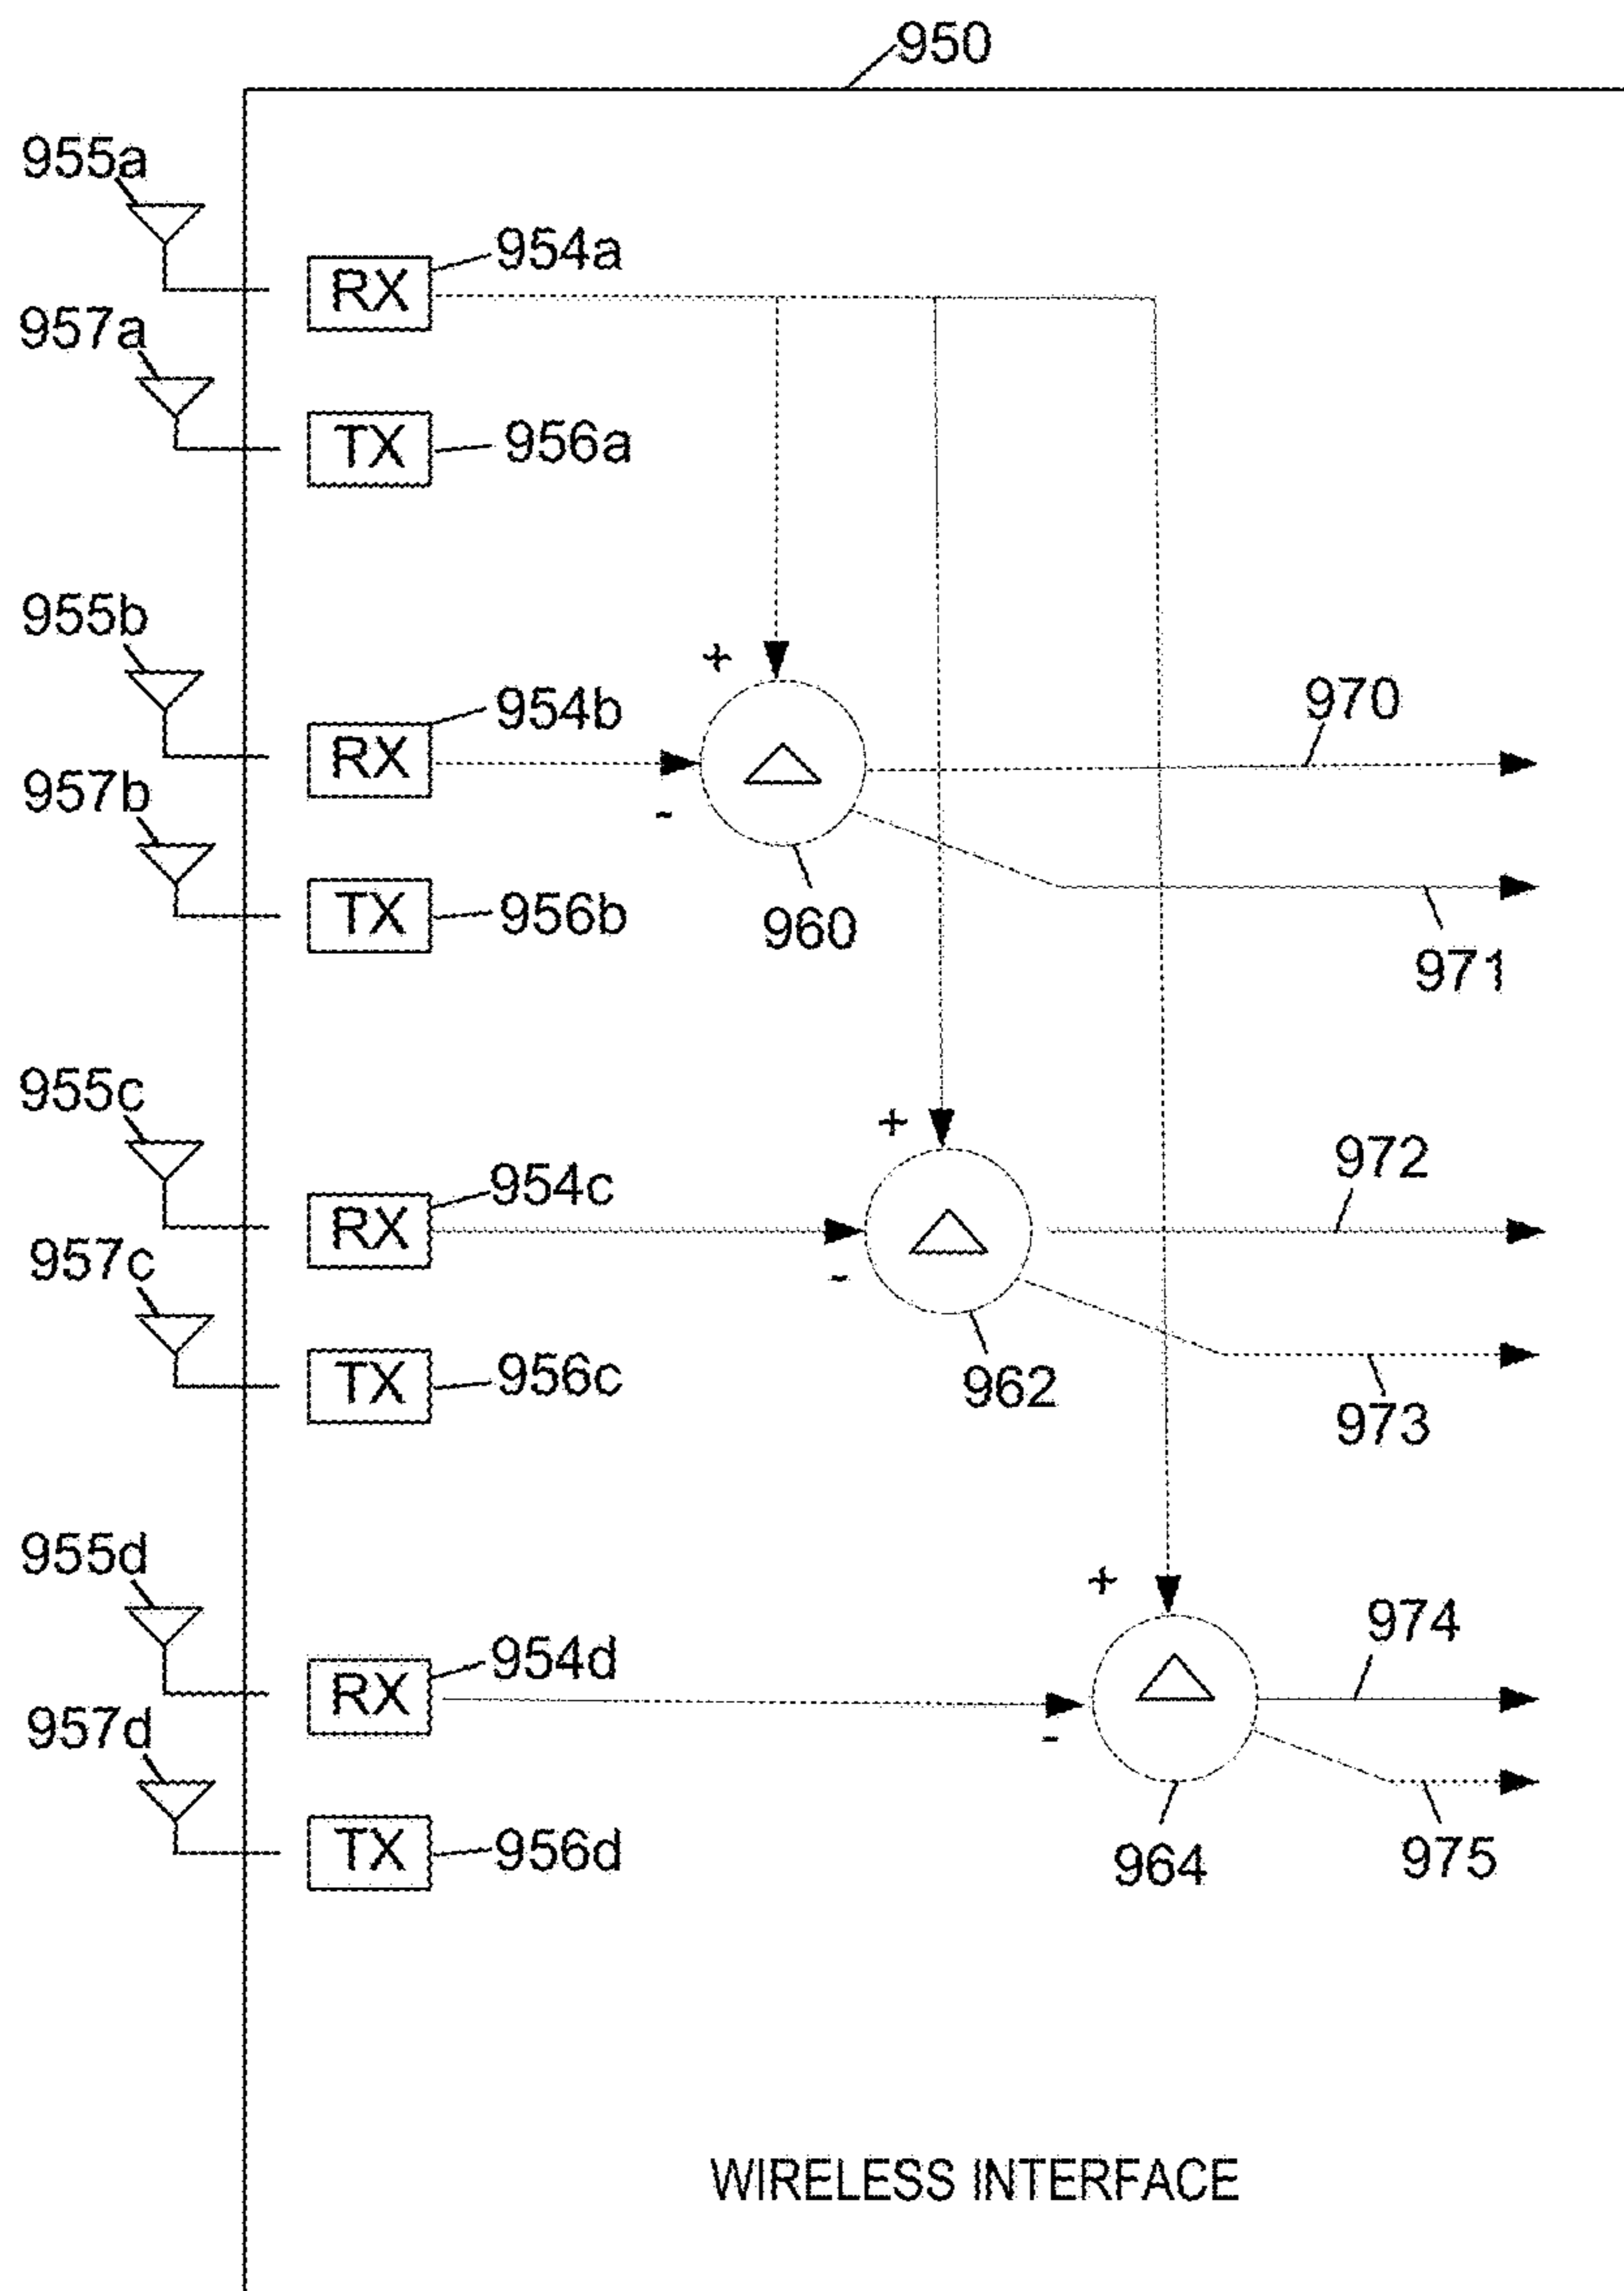 950
955a
RX 954a
957a
TX 956a
955b
+
970
RX 954b
957b
-
TX 956b
960
971
955c
+
972
RX 954c
957c
-
TX 956c
962
973
955d
+
974
RX 954d
957d
-
TX 956d
964
975
WIRELESS INTERFACE